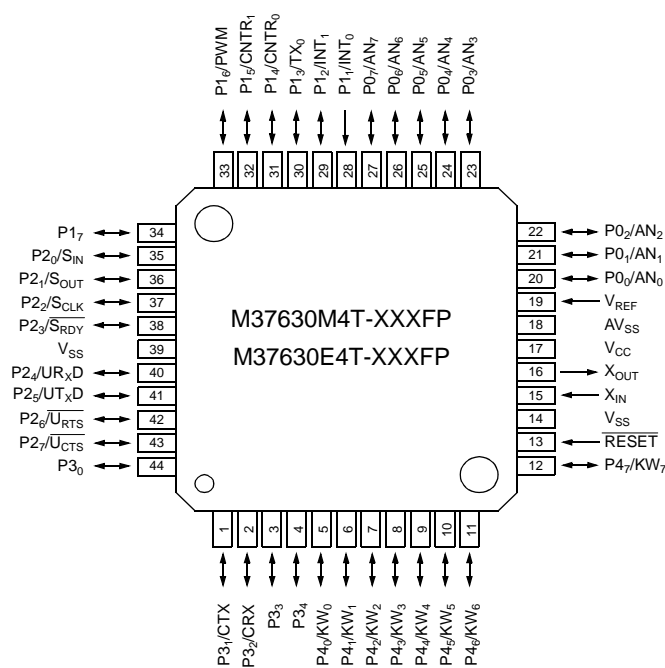 P1₆/PWM
P1₅/CNTR₁
P1₄/CNTR₀
P1₃/TX₀
P1₂/INT₁
P1₁/INT₀
P0₇/AN₇
P0₆/AN₆
P0₅/AN₅
P0₄/AN₄
P0₃/AN₃
33 32 31 30 29 28 27 26 25 24 23
P1₇ 34
P2₀/S_IN 35
P2₁/S_OUT 36
P2₂/S_CLK 37
P2₃/S̅_R̅D̅Y̅ 38
V_SS 39
P2₄/UR_XD 40
P2₅/UT_XD 41
P2₆/U̅_R̅T̅S̅ 42
P2₇/U̅_C̅T̅S̅ 43
P3₀ 44
M37630M4T-XXXFP
M37630E4T-XXXFP
22 P0₂/AN₂
21 P0₁/AN₁
20 P0₀/AN₀
19 V_REF
18 AV_SS
17 V_CC
16 X_OUT
15 X_IN
14 V_SS
13 R̅E̅S̅E̅T̅
12 P4₇/KW₇
1 2 3 4 5 6 7 8 9 10 11
P3₁/CTX
P3₂/CRX
P3₃
P3₄
P4₀/KW₀
P4₁/KW₁
P4₂/KW₂
P4₃/KW₃
P4₄/KW₄
P4₅/KW₅
P4₆/KW₆